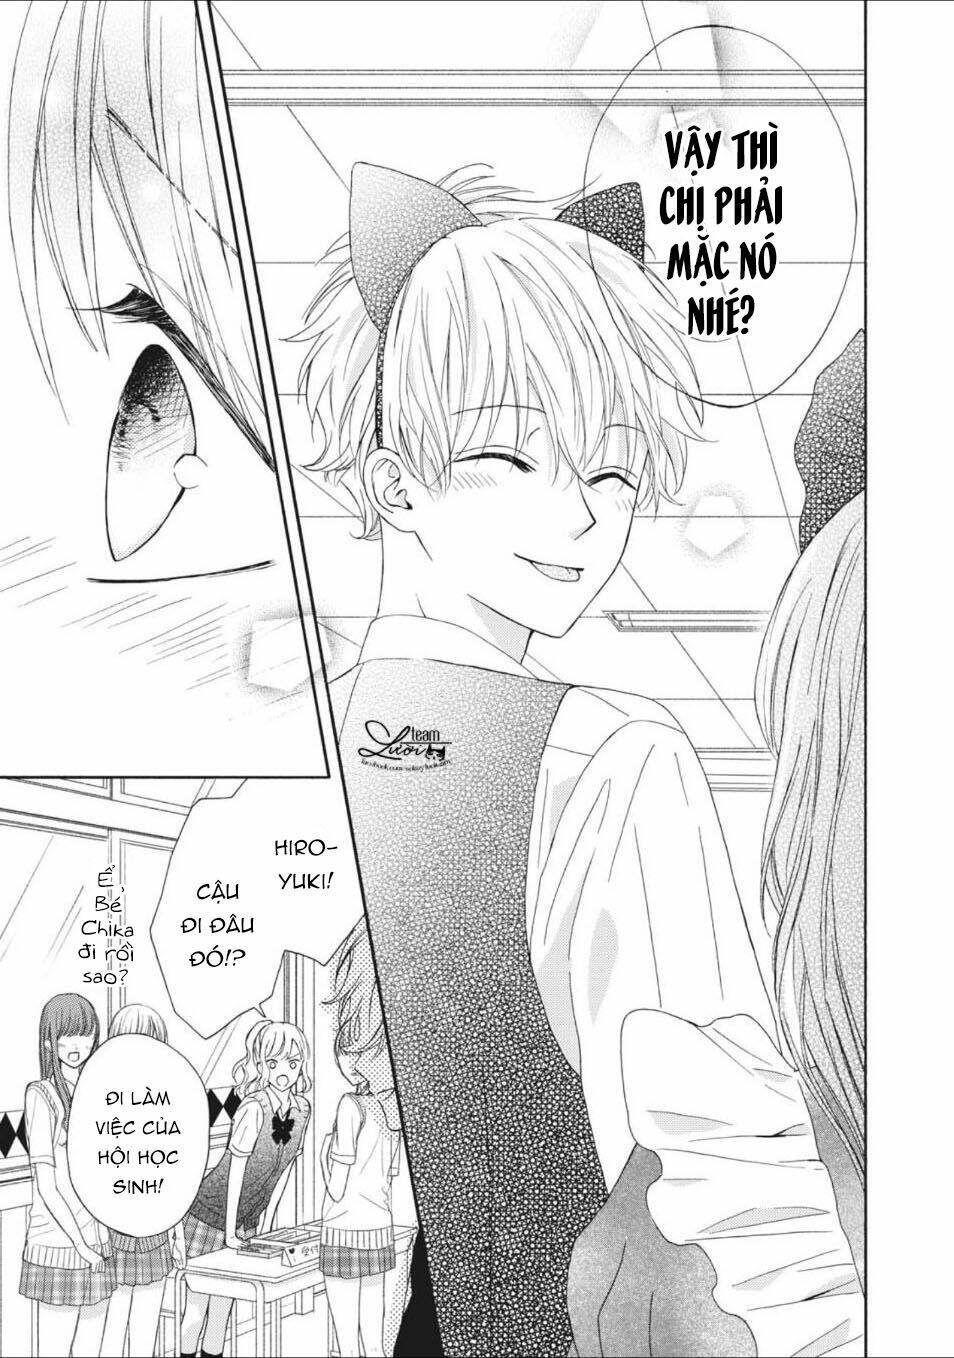 VẬY THÌ
CHỊ PHẢI
MẶC NÓ
NHÉ?
team
Lười
HIRO-
YUKI!
CẬU
ĐI ĐÂU
ĐÓ!?
Ể?
Bé
Chika
đi rồi
sao?
ĐI LÀM
VIỆC CỦA
HỘI HỌC
SINH!